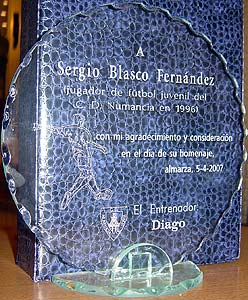 A
Sergio Blasco Fernández
(jugador de fútbol juvenil del
C. D. Numancia en 1996)
con mi agradecimiento y consideración
en el día de su homenaje,
almarza, 5-4-2007
El Entrenador
Diago